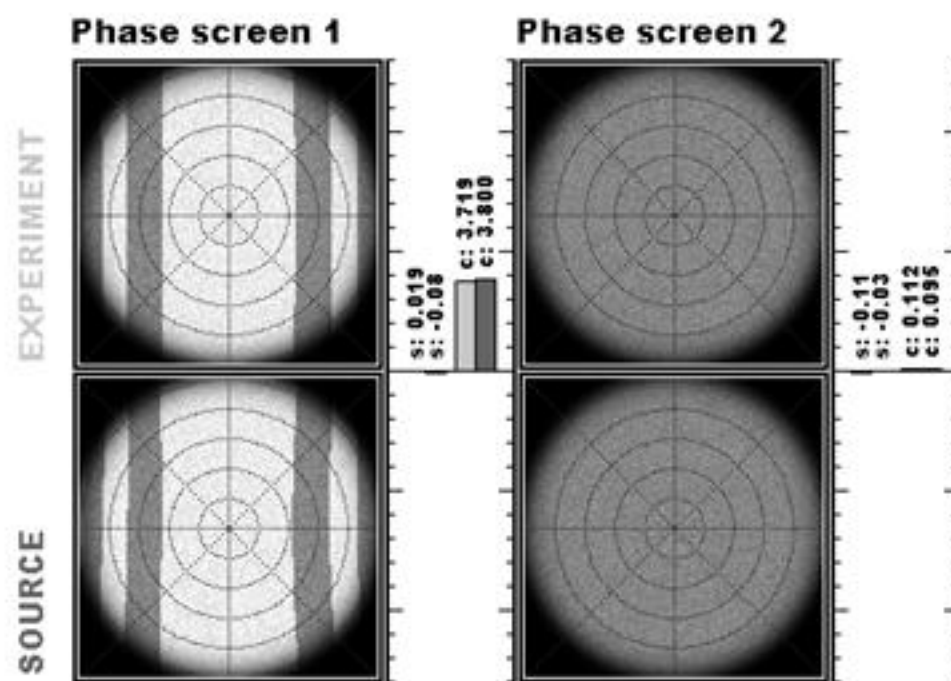 Phase screen 1
Phase screen 2
EXPERIMENT
s: 0.019
s: -0.08
c: 3.719
c: 3.800
s: -0.11
s: -0.03
c: 0.112
c: 0.095
SOURCE